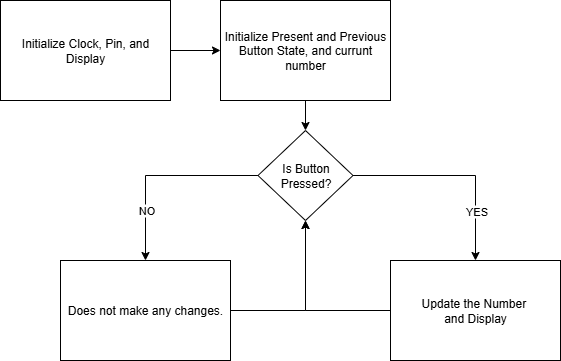 Initialize Clock, Pin, and
Display
Initialize Present and Previous
Button State, and currunt
number
Is Button
Pressed?
NO
YES
Does not make any changes.
Update the Number
and Display